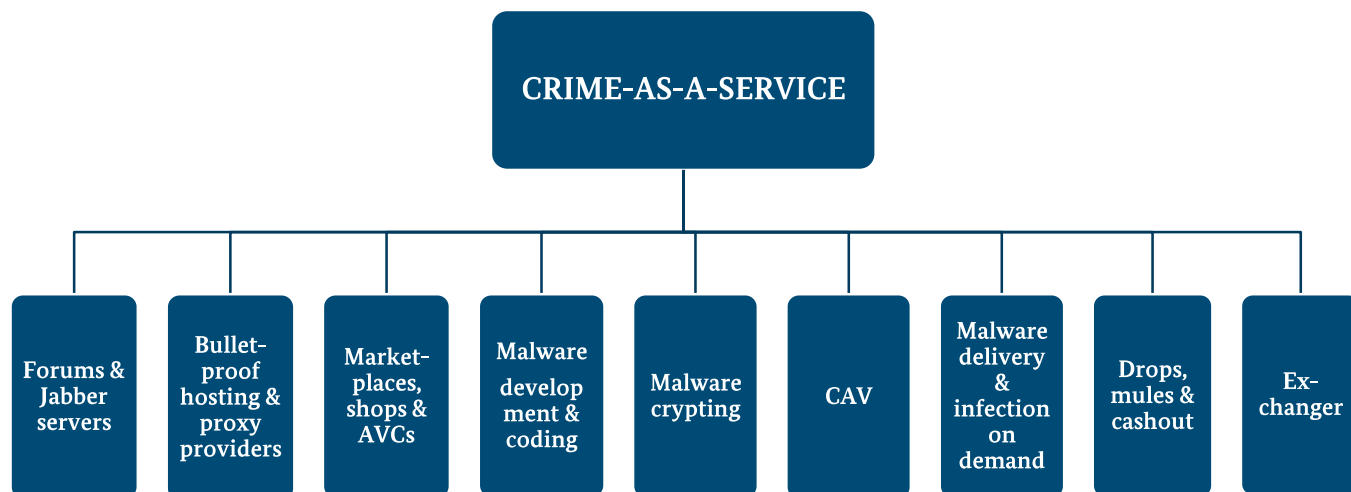 CRIME-AS-A-SERVICE
Forums &
Jabber
servers
Bullet-
proof
hosting &
proxy
providers
Market-
places,
shops &
AVCs
Malware
develop
ment &
coding
Malware
crypting
CAV
Malware
delivery
&
infection
on
demand
Drops,
mules &
cashout
Ex-
changer